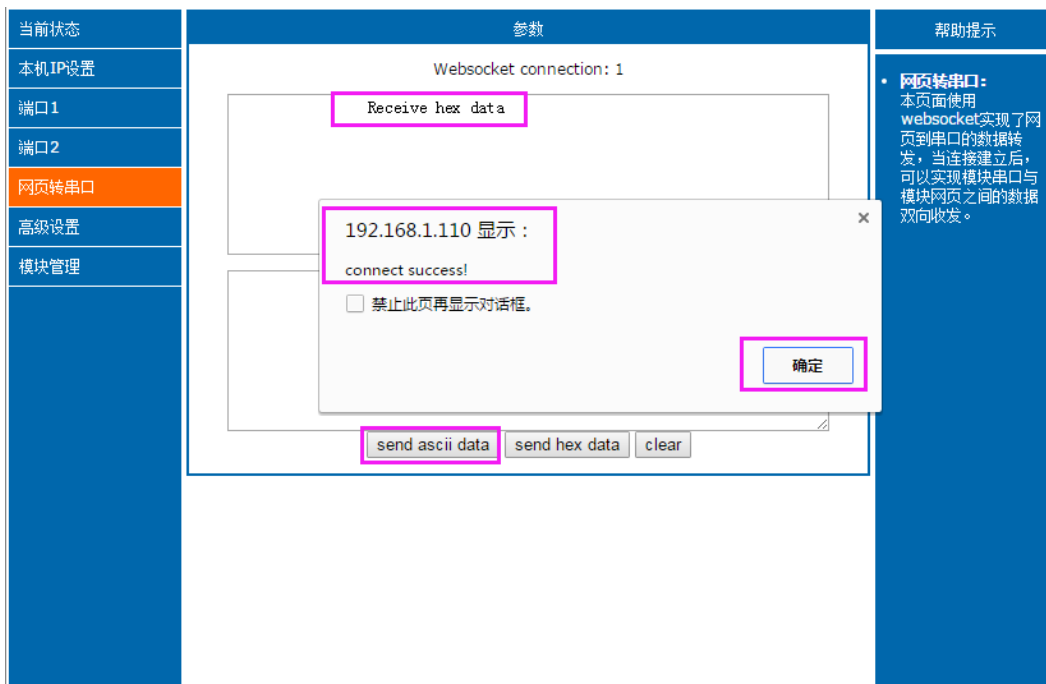 当前状态
本机IP设置
端口1
端口2
网页转串口
高级设置
模块管理
参数
Websocket connection: 1
Receive hex data
192.168.1.110 显示：
×
connect success!
禁止此页再显示对话框。
确定
send ascii data
send hex data
clear
帮助提示
• 网页转串口：
本页面使用
websocket实现了网
页到串口的数据转
发，当连接建立后，
可以实现模块串口与
模块网页之间的数据
双向收发。